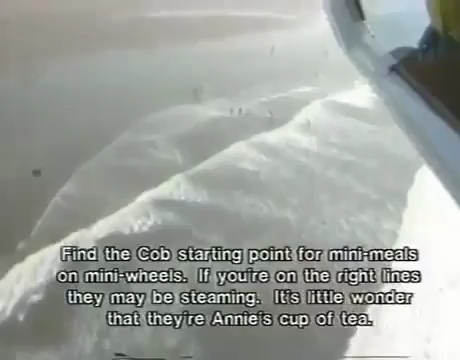 Find the Cob starting point for mini-meals
on mini-wheels. If you're on the right lines
they may be steaming. It's little wonder
that they're Annie's cup of tea.